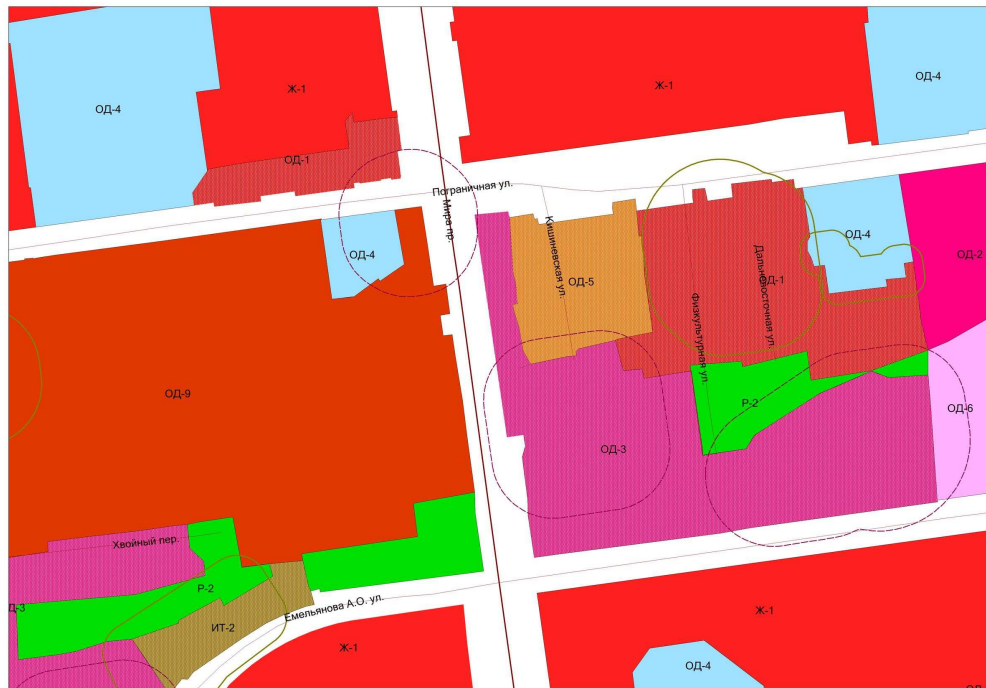 Ж-1
Ж-1
ОД-4
ОД-4
ОД-1
Пограничная ул.
Мира пр.
Кишиневская ул.
ОД-4
ОД-4
ОД-2
ОД-5
ОД-1
Дальневосточная ул.
Физкультурная ул.
ОД-9
Р-2
ОД-6
ОД-3
Хвойный пер.
Р-2
Д-3
Емельянова А.О. ул.
ИТ-2
Ж-1
Ж-1
ОД-4
ОД